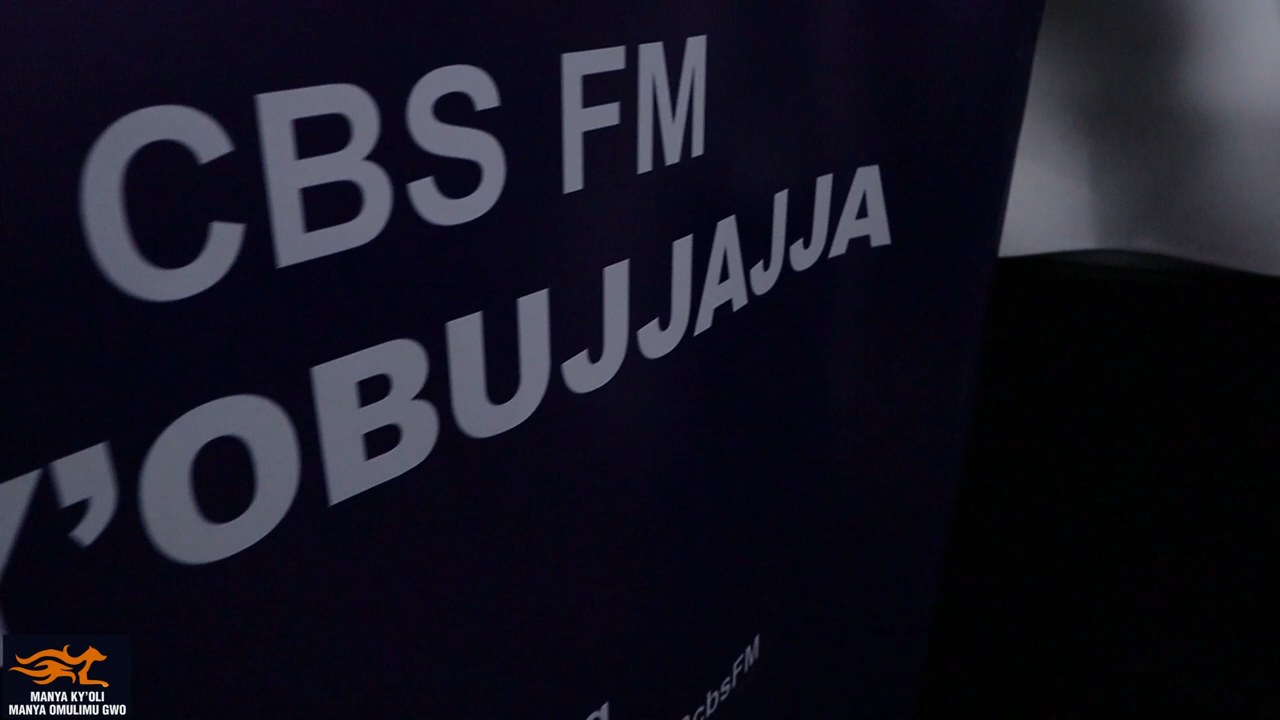 CBS FM
Y'OBUJJAJJA
cbsFM
MANYA KY'OLI
MANYA OMULIMU GWO